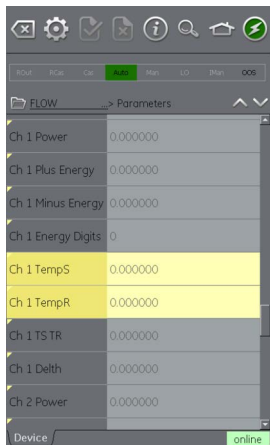 ROut RCas Cas Auto Man LO IMan OOS
FLOW ...> Parameters
Ch 1 Power 0.000000
Ch 1 Plus Energy 0.000000
Ch 1 Minus Energy 0.000000
Ch 1 Energy Digits 0
Ch 1 TempS 0.000000
Ch 1 TempR 0.000000
Ch 1 TS TR 0.000000
Ch 1 Delth 0.000000
Ch 2 Power 0.000000
Device online